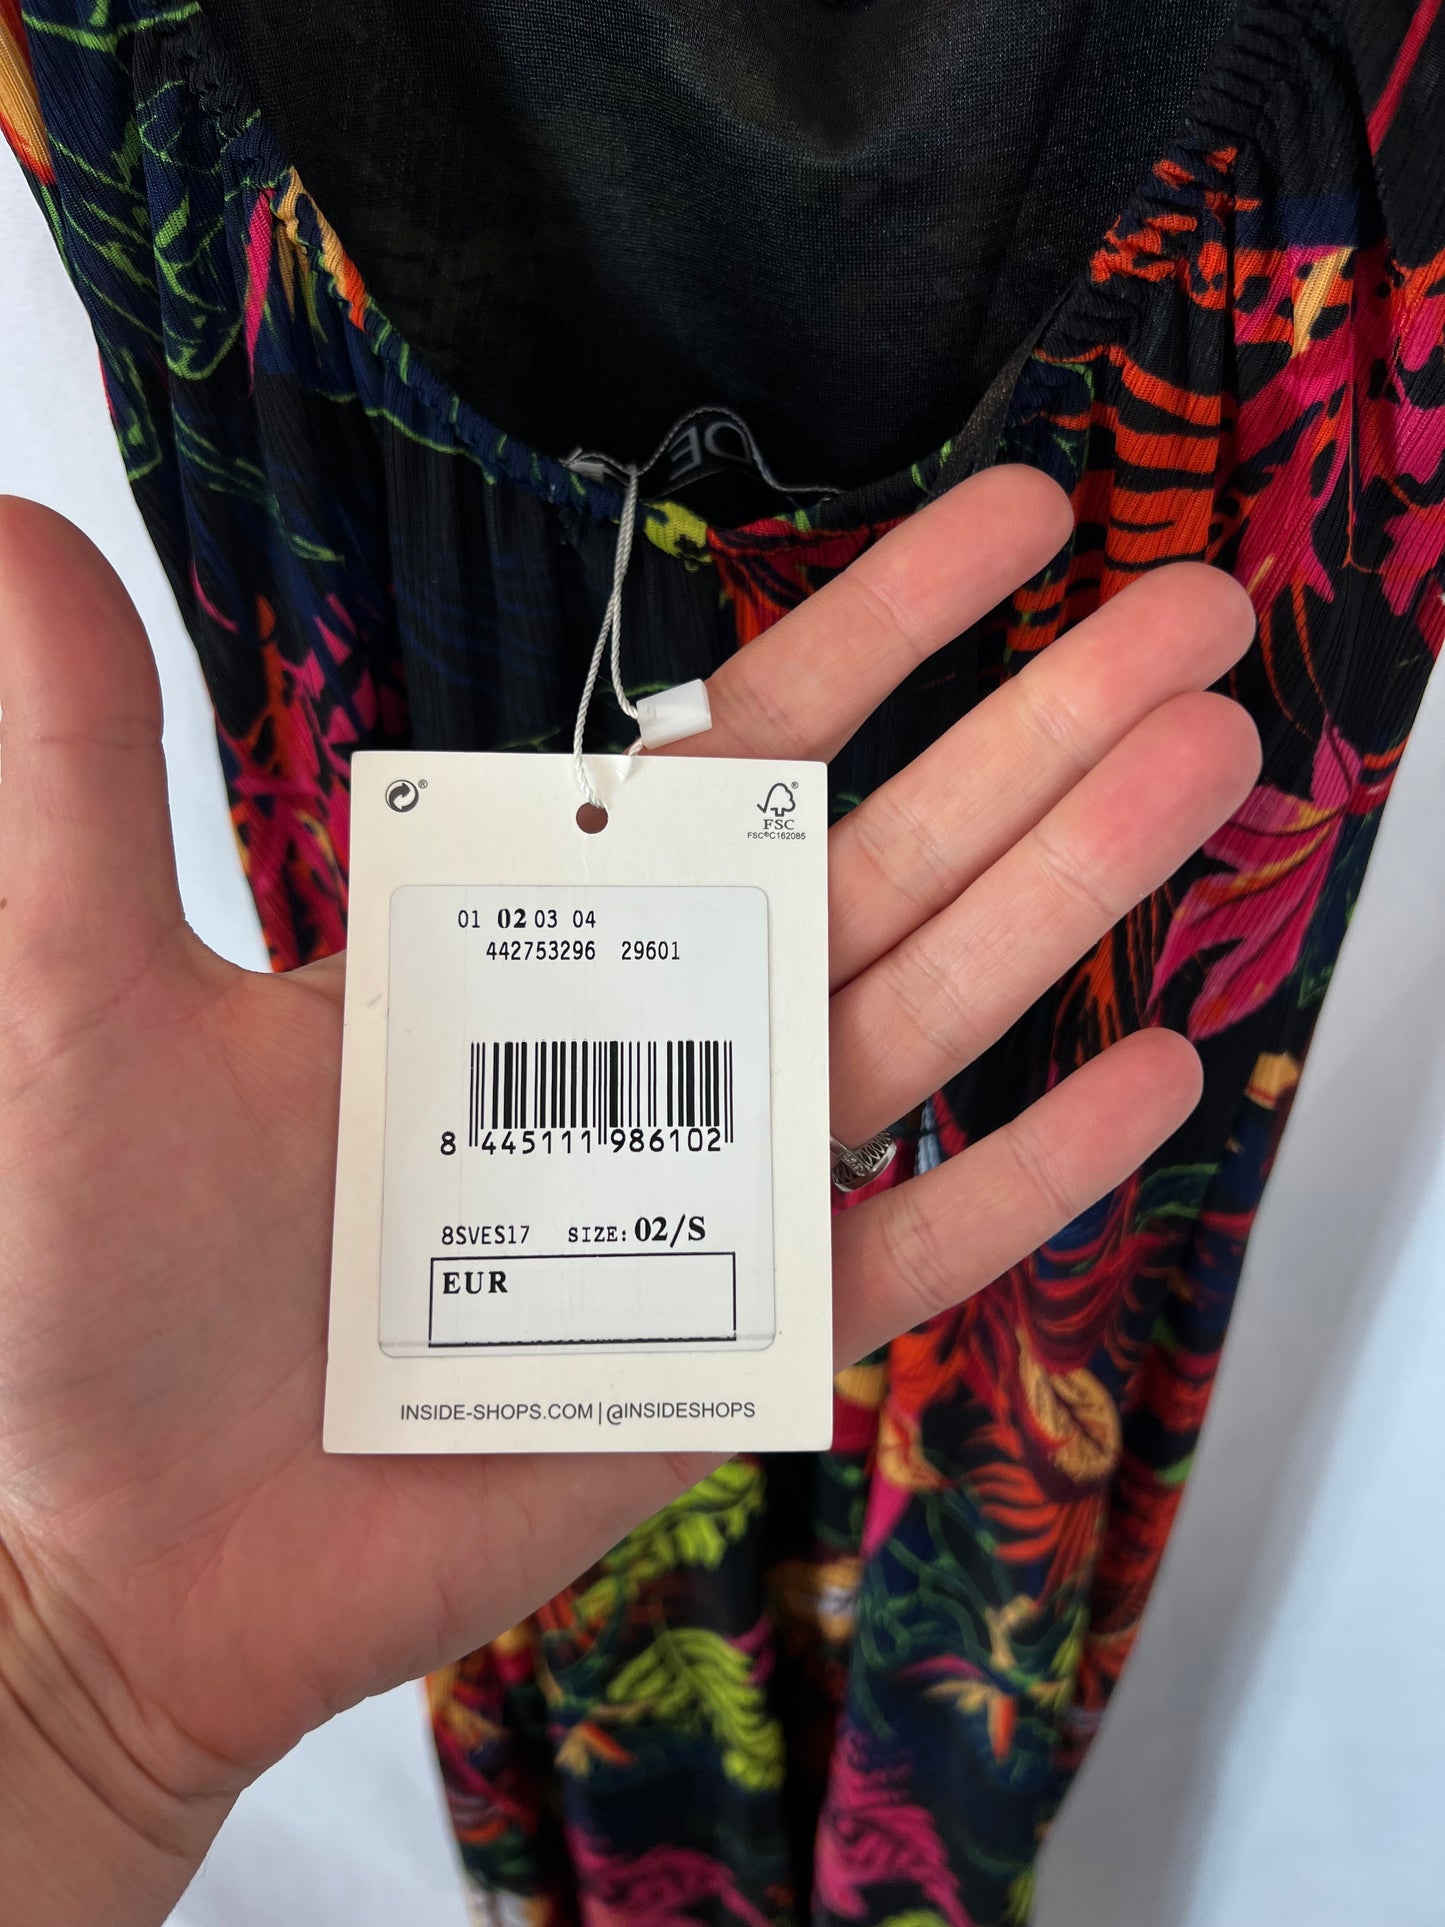 DE
®
®
FSC
FSC®C162085
01 02 03 04
442753296 29601
8 445111 986102
8SVES17 SIZE: 02/S
EUR
INSIDE-SHOPS.COM | @INSIDESHOPS